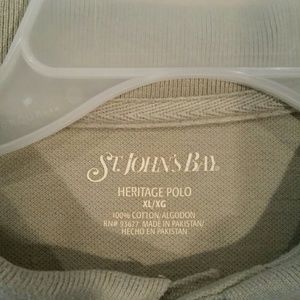 ST. JOHN'S BAY.
HERITAGE POLO
XL/XG
100% COTTON/ALGODON
RN# 93677 MADE IN PAKISTAN/
HECHO EN PAKISTAN